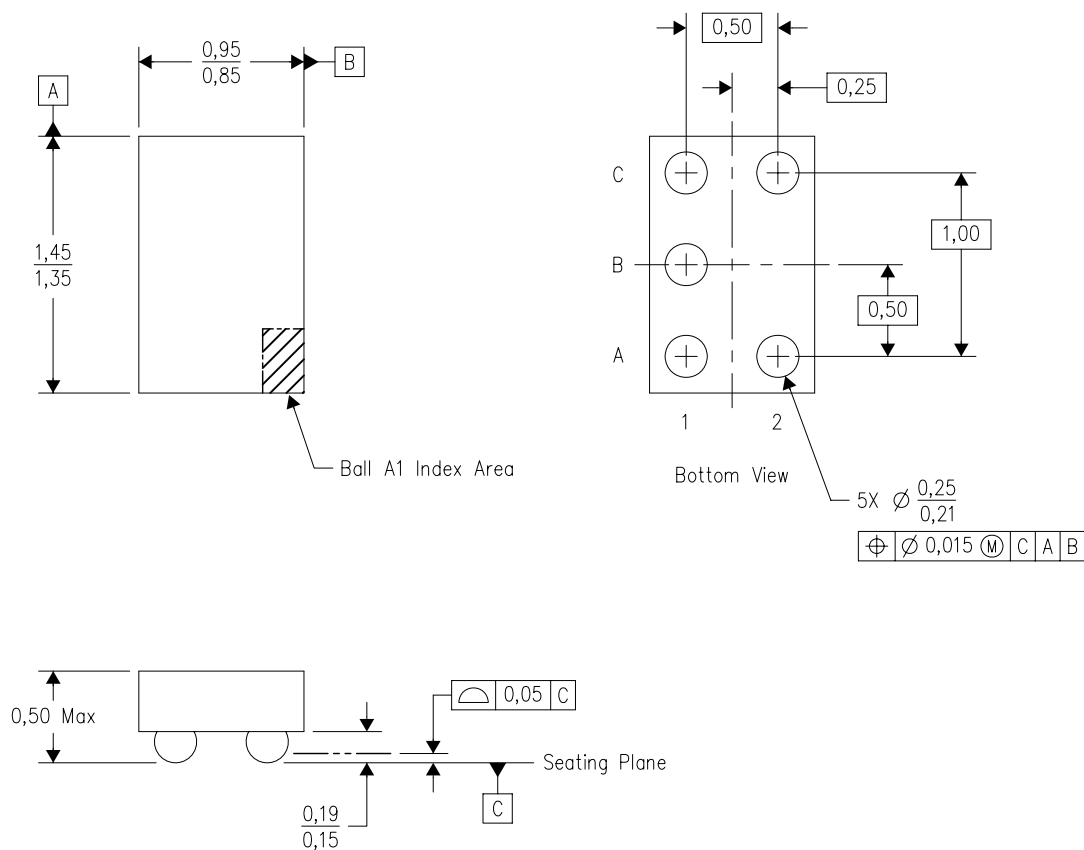 0,50
0,95
0,85
B
A
0,25
C
1,00
1,45
1,35
B
0,50
A
1 2
Ball A1 Index Area
Bottom View
5X Ø 0,25
0,21
⌖ Ø 0,015 Ⓜ C A B
⌓ 0,05 C
0,50 Max
Seating Plane
C
0,19
0,15